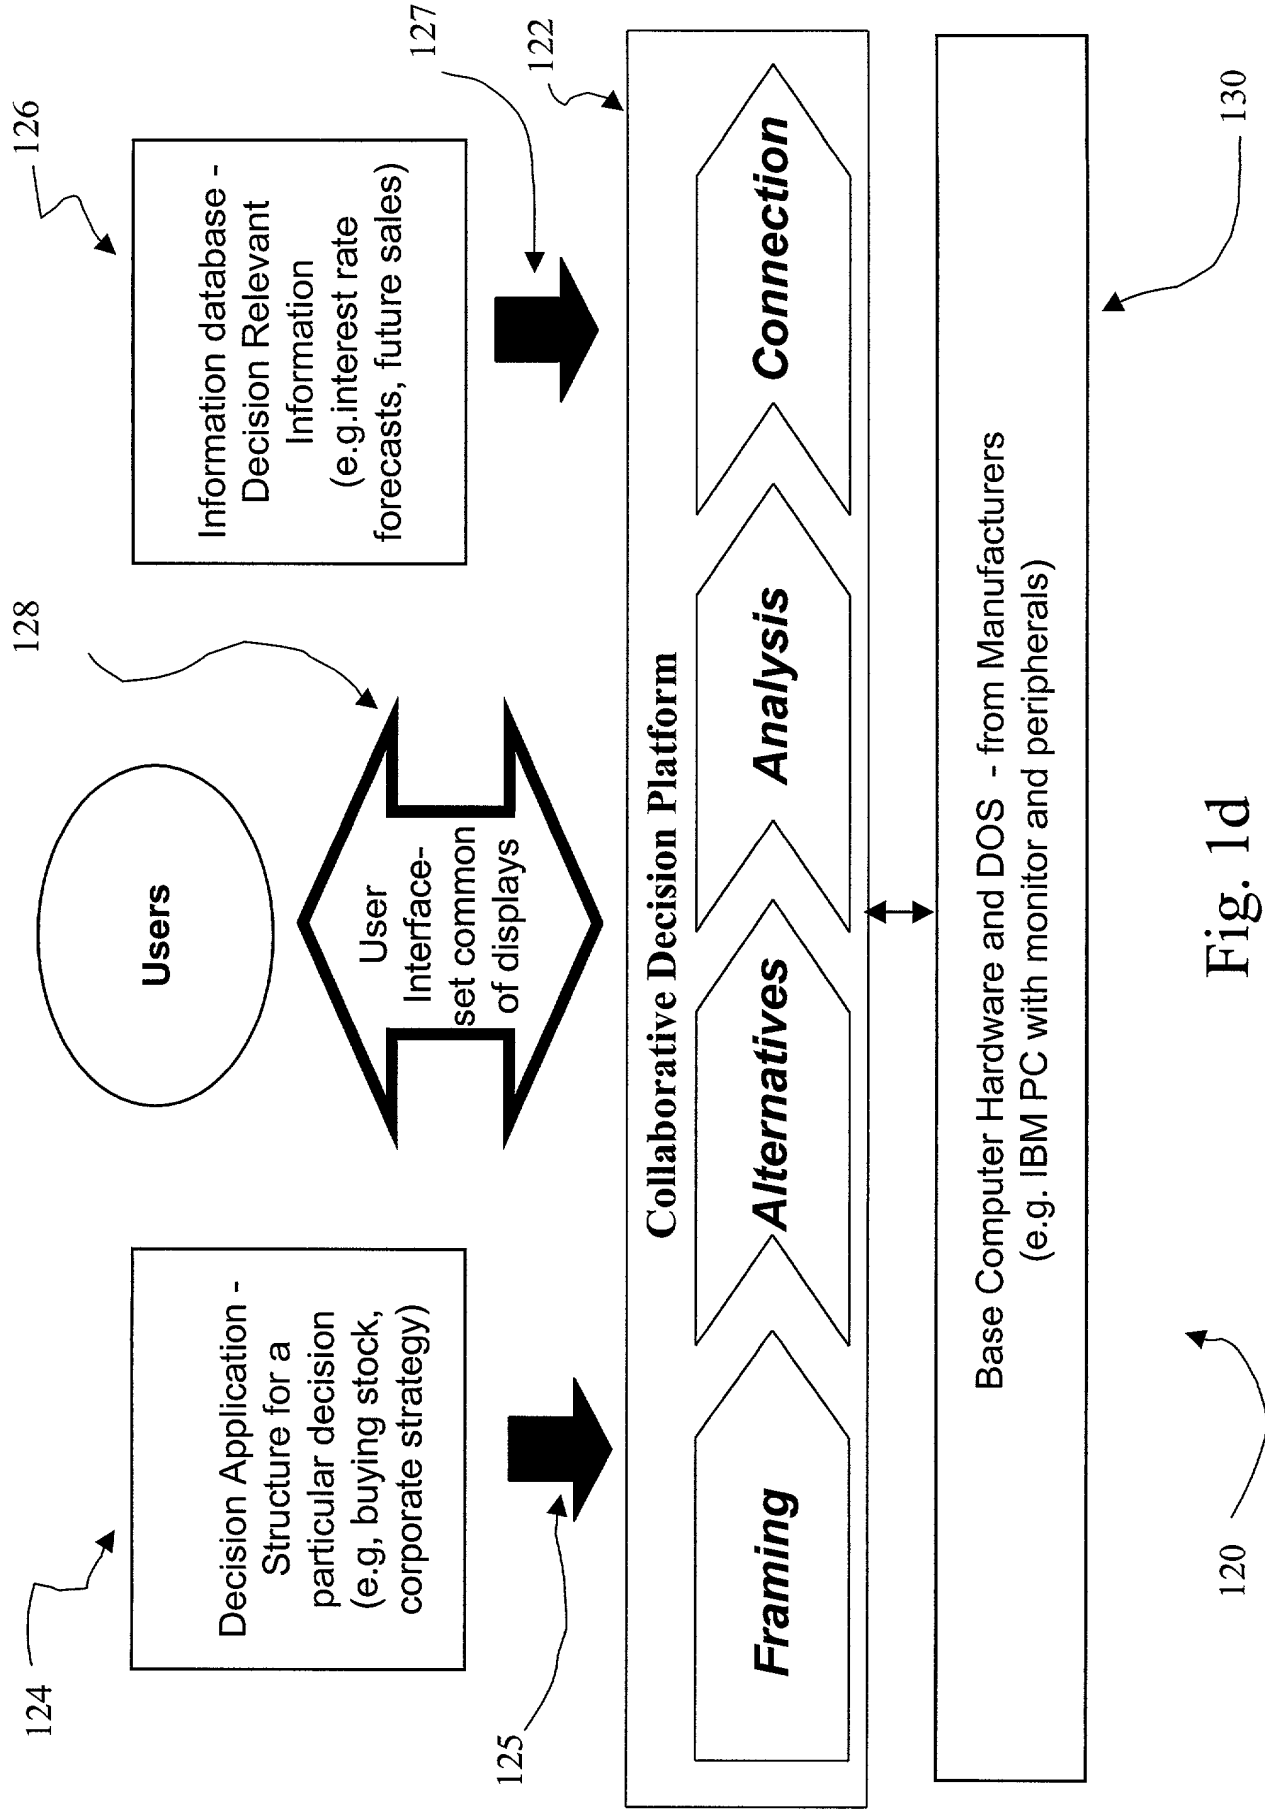 124
Decision Application -
Structure for a
particular decision
(e.g, buying stock,
corporate strategy)
125
Users
128
User
Interface-
set common
of displays
126
Information database -
Decision Relevant
Information
(e.g.interest rate
forecasts, future sales)
127
122
Collaborative Decision Platform
Framing
Alternatives
Analysis
Connection
Base Computer Hardware and DOS - from Manufacturers
(e.g. IBM PC with monitor and peripherals)
130
120
Fig. 1d